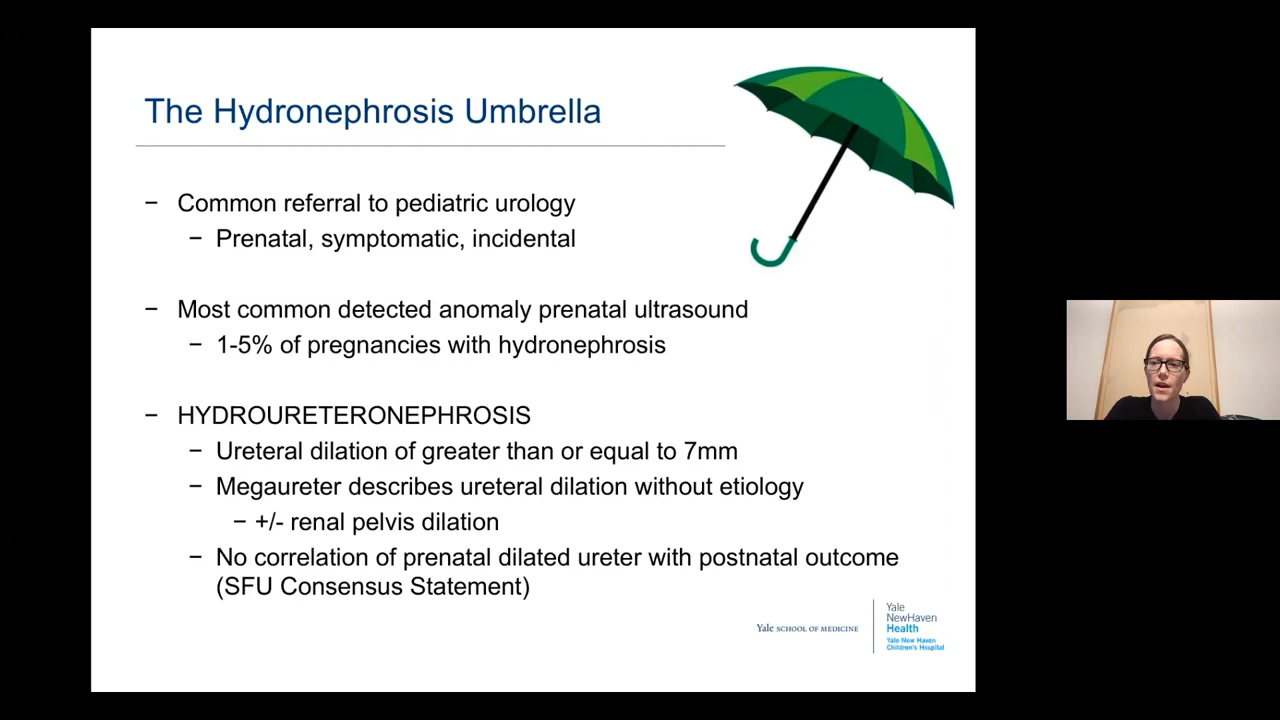 The Hydronephrosis Umbrella
− Common referral to pediatric urology
− Prenatal, symptomatic, incidental
− Most common detected anomaly prenatal ultrasound
− 1-5% of pregnancies with hydronephrosis
− HYDROURETERONEPHROSIS
− Ureteral dilation of greater than or equal to 7mm
− Megaureter describes ureteral dilation without etiology
− +/- renal pelvis dilation
− No correlation of prenatal dilated ureter with postnatal outcome
(SFU Consensus Statement)
Yale SCHOOL OF MEDICINE
Yale
NewHaven
Health
Yale New Haven
Children's Hospital